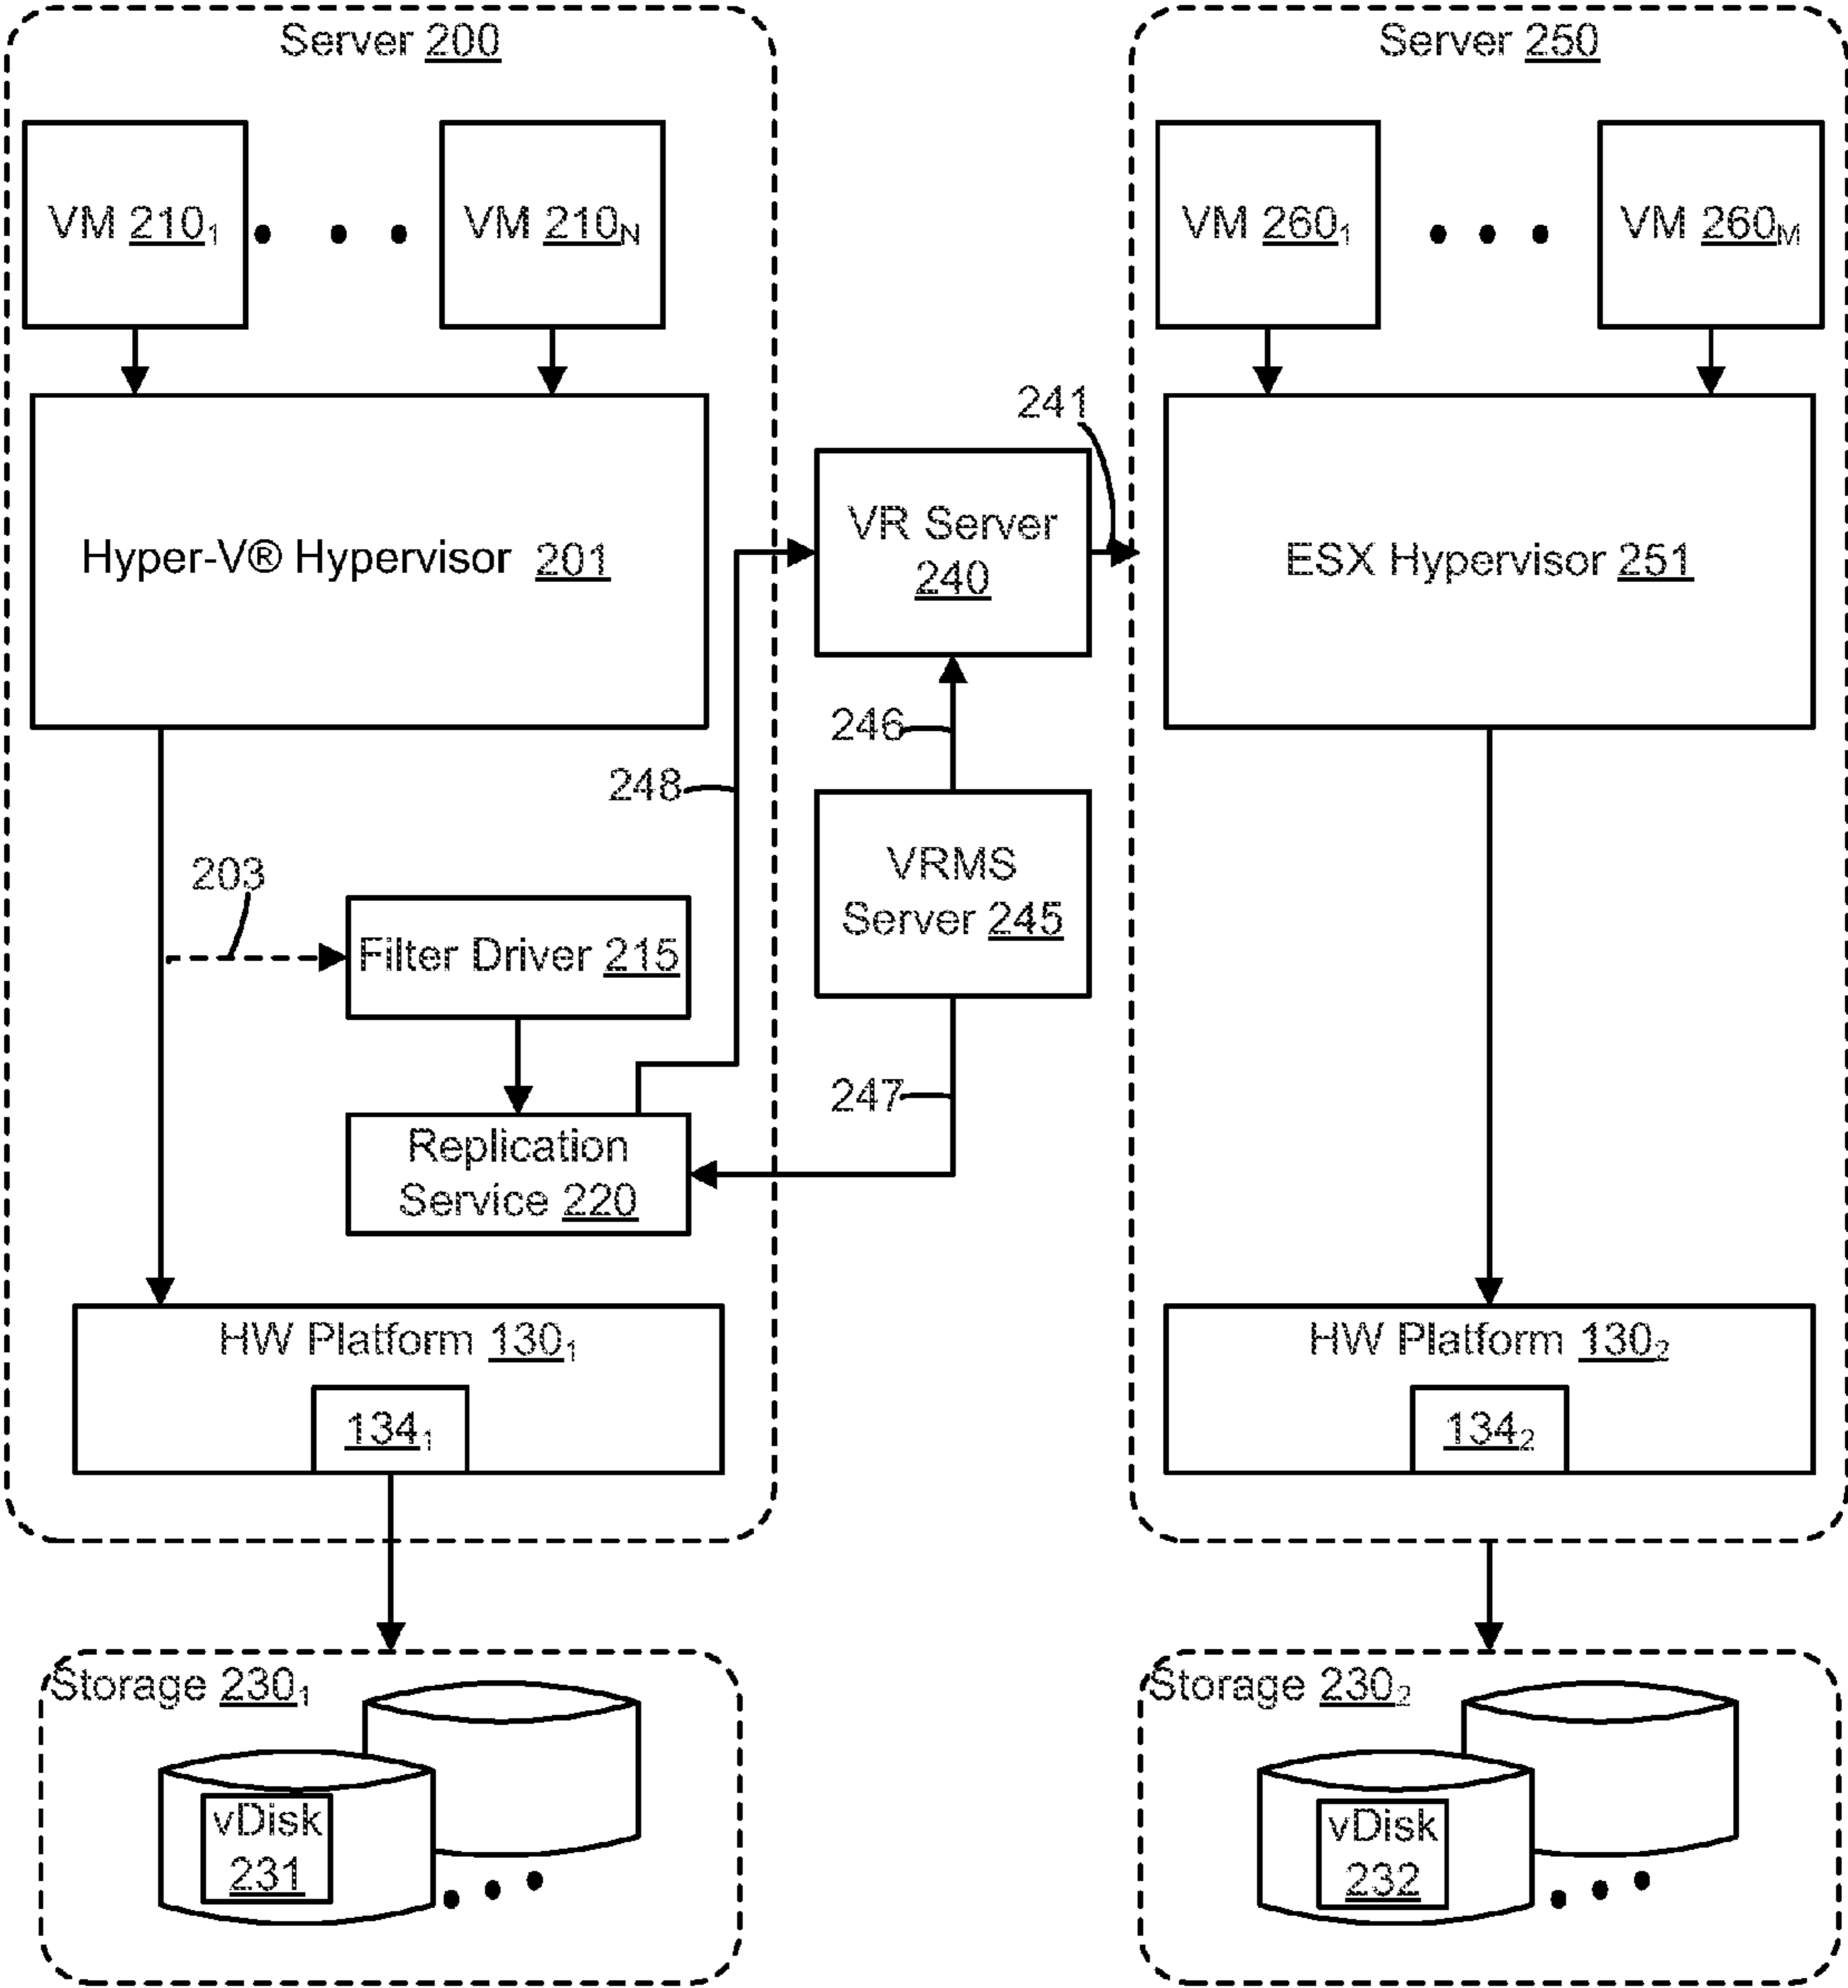 Server 200
Server 250
VM 210₁
VM 210N
VM 260₁
VM 260M
Hyper-V® Hypervisor 201
241
VR Server
240
ESX Hypervisor 251
246
248
203
VRMS
Server 245
Filter Driver 215
247
Replication
Service 220
HW Platform 130₁
134₁
HW Platform 130₂
134₂
Storage 230₁
vDisk
231
Storage 230₂
vDisk
232